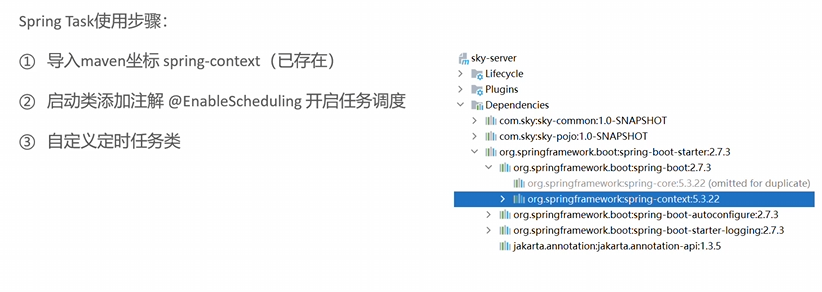 Spring Task使用步骤：
① 导入maven坐标 spring-context（已存在）
② 启动类添加注解 @EnableScheduling 开启任务调度
③ 自定义定时任务类
sky-server
Lifecycle
Plugins
Dependencies
com.sky:sky-common:1.0-SNAPSHOT
com.sky:sky-pojo:1.0-SNAPSHOT
org.springframework.boot:spring-boot-starter:2.7.3
org.springframework.boot:spring-boot:2.7.3
org.springframework:spring-core:5.3.22 (omitted for duplicate)
org.springframework:spring-context:5.3.22
org.springframework.boot:spring-boot-autoconfigure:2.7.3
org.springframework.boot:spring-boot-starter-logging:2.7.3
jakarta.annotation:jakarta.annotation-api:1.3.5